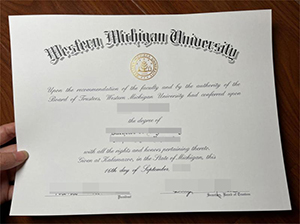 Western Michigan University
Upon the recommendation of the faculty and by the authority of the
Board of Trustees, Western Michigan University has conferred upon
the degree of
with all the rights and honors pertaining thereto.
Given at Kalamazoo, in the State of Michigan, this
16th day of September,
President